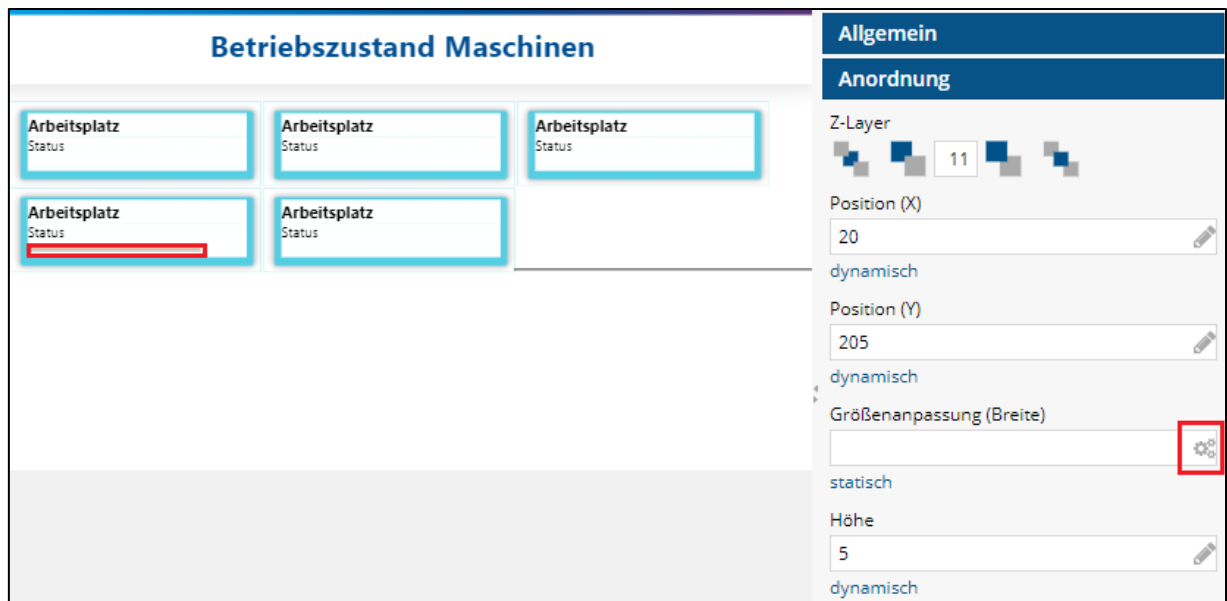 Betriebszustand Maschinen
Arbeitsplatz
Status
Arbeitsplatz
Status
Arbeitsplatz
Status
Arbeitsplatz
Status
Arbeitsplatz
Status
Allgemein
Anordnung
Z-Layer
11
Position (X)
20
dynamisch
Position (Y)
205
dynamisch
Größenanpassung (Breite)
statisch
Höhe
5
dynamisch